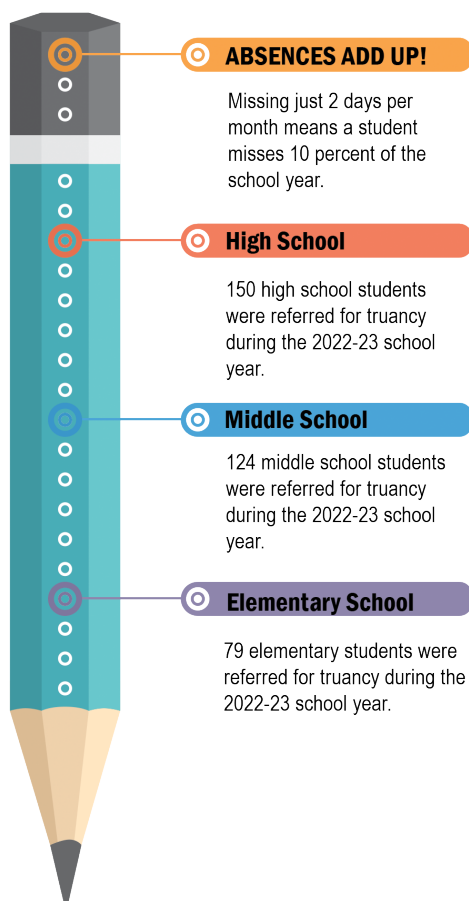 ABSENCES ADD UP!
Missing just 2 days per
month means a student
misses 10 percent of the
school year.
High School
150 high school students
were referred for truancy
during the 2022-23 school
year.
Middle School
124 middle school students
were referred for truancy
during the 2022-23 school
year.
Elementary School
79 elementary students were
referred for truancy during the
2022-23 school year.